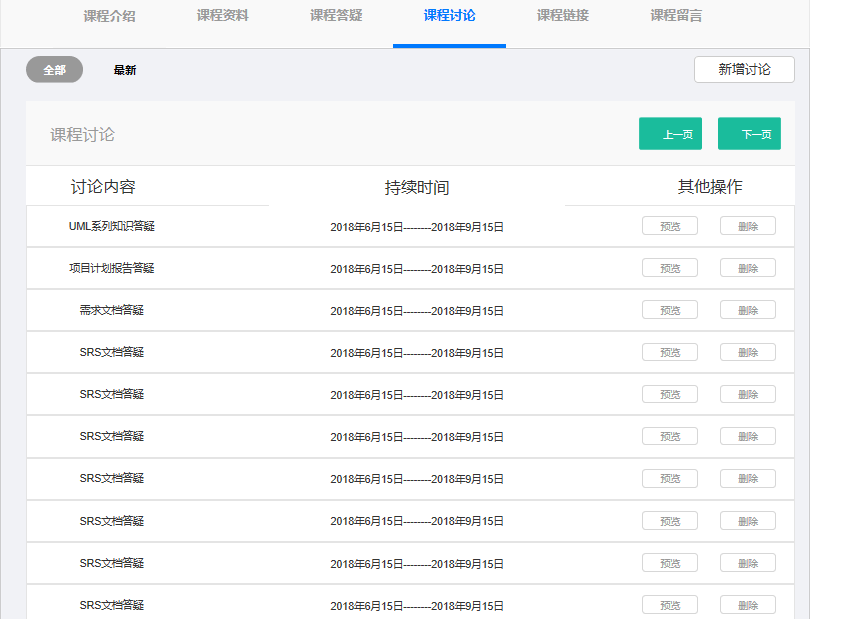 课程介绍 课程资料 课程答疑 课程讨论 课程链接 课程留言
全部 最新 新增讨论
课程讨论 上一页 下一页
讨论内容 持续时间 其他操作
UML系列知识答疑 2018年6月15日--------2018年9月15日 预览 删除
项目计划报告答疑 2018年6月15日--------2018年9月15日 预览 删除
需求文档答疑 2018年6月15日--------2018年9月15日 预览 删除
SRS文档答疑 2018年6月15日--------2018年9月15日 预览 删除
SRS文档答疑 2018年6月15日--------2018年9月15日 预览 删除
SRS文档答疑 2018年6月15日--------2018年9月15日 预览 删除
SRS文档答疑 2018年6月15日--------2018年9月15日 预览 删除
SRS文档答疑 2018年6月15日--------2018年9月15日 预览 删除
SRS文档答疑 2018年6月15日--------2018年9月15日 预览 删除
SRS文档答疑 2018年6月15日--------2018年9月15日 预览 删除